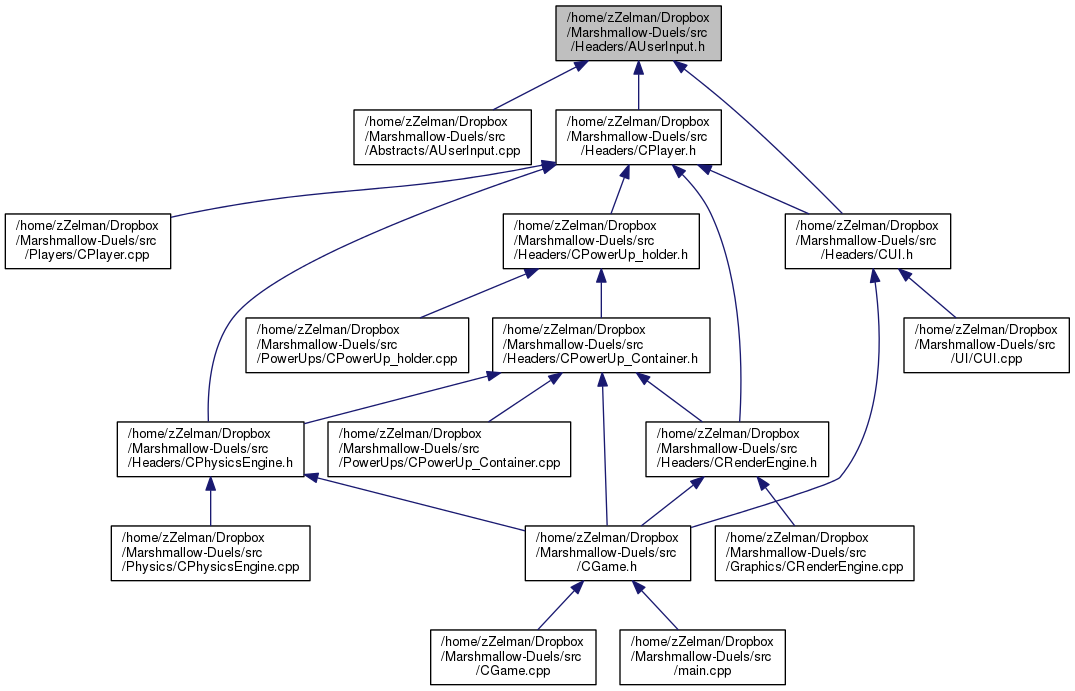 /home/zZelman/Dropbox
/Marshmallow-Duels/src
/Headers/AUserInput.h
/home/zZelman/Dropbox
/Marshmallow-Duels/src
/Abstracts/AUserInput.cpp
/home/zZelman/Dropbox
/Marshmallow-Duels/src
/Headers/CPlayer.h
/home/zZelman/Dropbox
/Marshmallow-Duels/src
/Players/CPlayer.cpp
/home/zZelman/Dropbox
/Marshmallow-Duels/src
/Headers/CPowerUp_holder.h
/home/zZelman/Dropbox
/Marshmallow-Duels/src
/Headers/CUI.h
/home/zZelman/Dropbox
/Marshmallow-Duels/src
/PowerUps/CPowerUp_holder.cpp
/home/zZelman/Dropbox
/Marshmallow-Duels/src
/Headers/CPowerUp_Container.h
/home/zZelman/Dropbox
/Marshmallow-Duels/src
/UI/CUI.cpp
/home/zZelman/Dropbox
/Marshmallow-Duels/src
/Headers/CPhysicsEngine.h
/home/zZelman/Dropbox
/Marshmallow-Duels/src
/PowerUps/CPowerUp_Container.cpp
/home/zZelman/Dropbox
/Marshmallow-Duels/src
/Headers/CRenderEngine.h
/home/zZelman/Dropbox
/Marshmallow-Duels/src
/Physics/CPhysicsEngine.cpp
/home/zZelman/Dropbox
/Marshmallow-Duels/src
/CGame.h
/home/zZelman/Dropbox
/Marshmallow-Duels/src
/Graphics/CRenderEngine.cpp
/home/zZelman/Dropbox
/Marshmallow-Duels/src
/CGame.cpp
/home/zZelman/Dropbox
/Marshmallow-Duels/src
/main.cpp